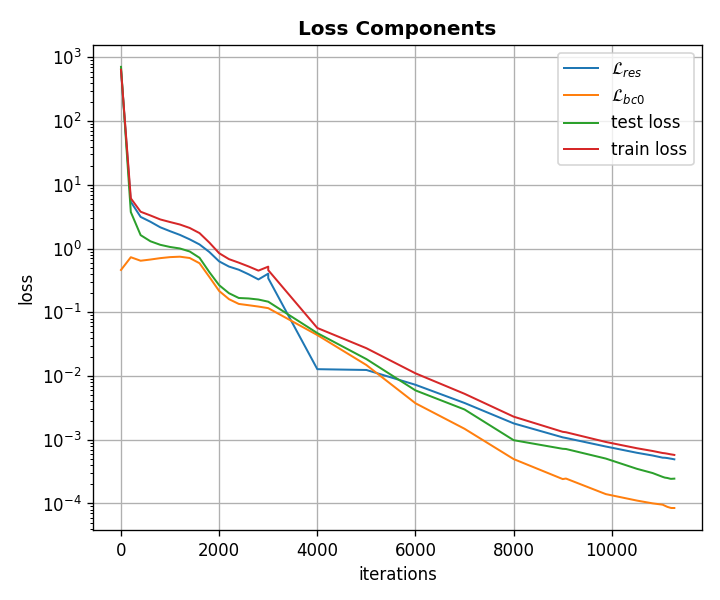 Loss Components
10³
10²
10¹
10⁰
10⁻¹
10⁻²
10⁻³
10⁻⁴
loss
ℒ_res
ℒ_bc0
test loss
train loss
0 2000 4000 6000 8000 10000
iterations